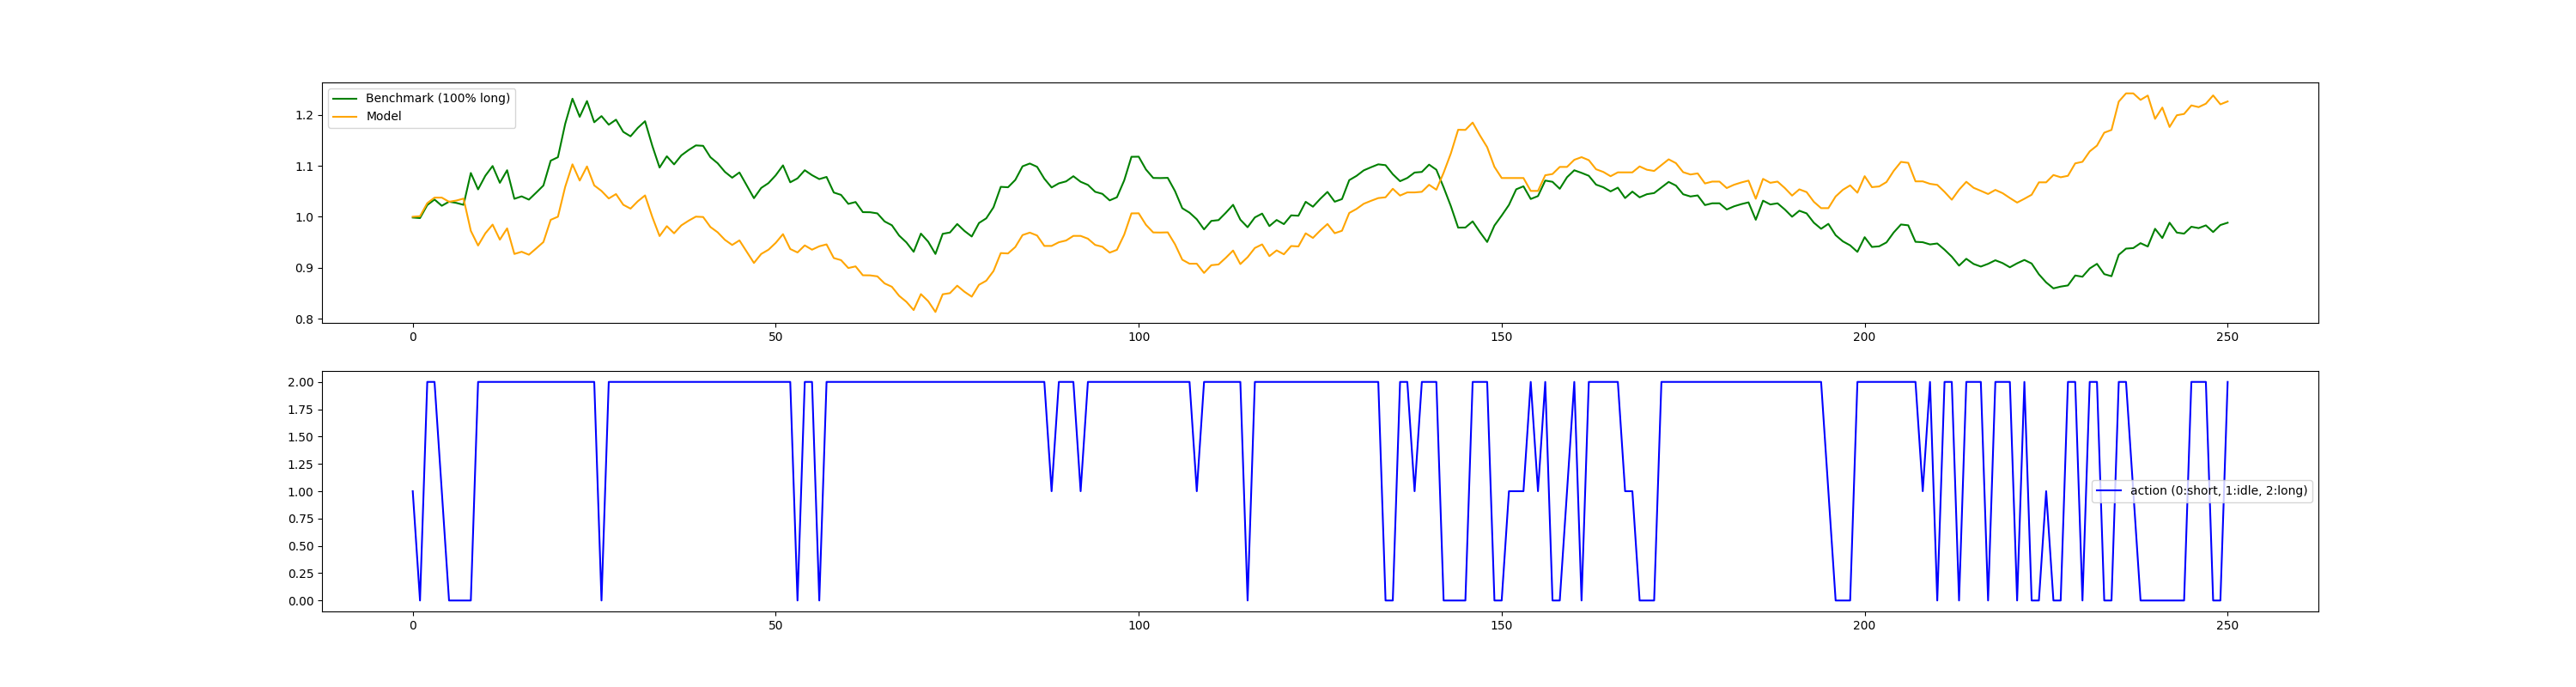 Benchmark (100% long)
Model
1.2
1.1
1.0
0.9
0.8
0 50 100 150 200 250
2.00
1.75
1.50
1.25
1.00
0.75
0.50
0.25
0.00
action (0:short, 1:idle, 2:long)
0 50 100 150 200 250